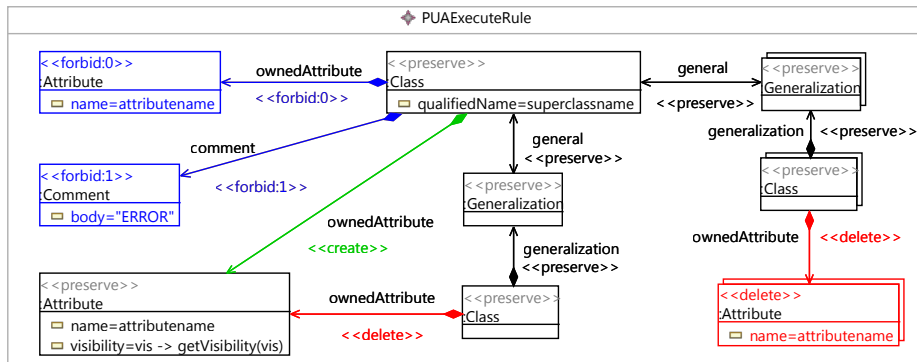 PUAExecuteRule
<<forbid:0>>
:Attribute
name=attributename
ownedAttribute
<<forbid:0>>
<<preserve>>
:Class
qualifiedName=superclassname
general
<<preserve>>
<<preserve>>
:Generalization
comment
<<forbid:1>>
<<forbid:1>>
:Comment
body="ERROR"
general
<<preserve>>
generalization
<<preserve>>
<<preserve>>
:Generalization
<<preserve>>
:Class
ownedAttribute
<<create>>
generalization
<<preserve>>
ownedAttribute
<<delete>>
<<preserve>>
:Attribute
name=attributename
visibility=vis -> getVisibility(vis)
ownedAttribute
<<delete>>
<<preserve>>
:Class
<<delete>>
:Attribute
name=attributename